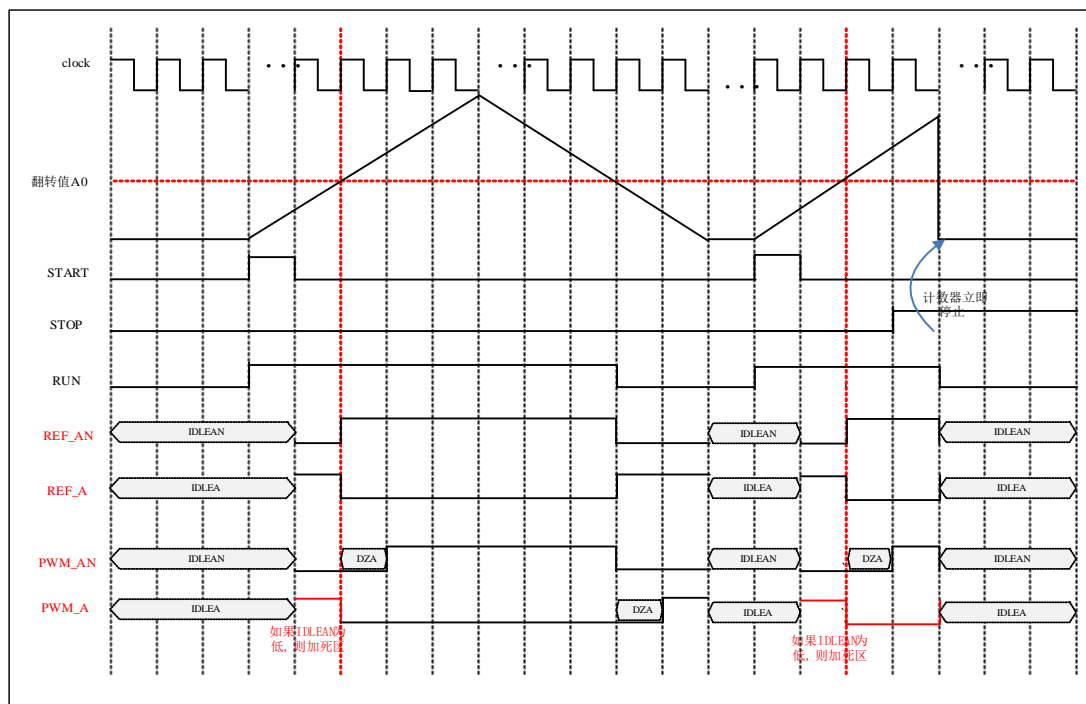 clock
翻转值A0
START
计数器立即
停止
STOP
RUN
REF_AN IDLEAN IDLEAN IDLEAN
REF_A IDLEA IDLEA IDLEA
PWM_AN IDLEAN DZA IDLEAN DZA IDLEAN
PWM_A IDLEA DZA IDLEA IDLEA
如果IDLEAN为
低, 则加死区
如果IDLEAN为
低, 则加死区